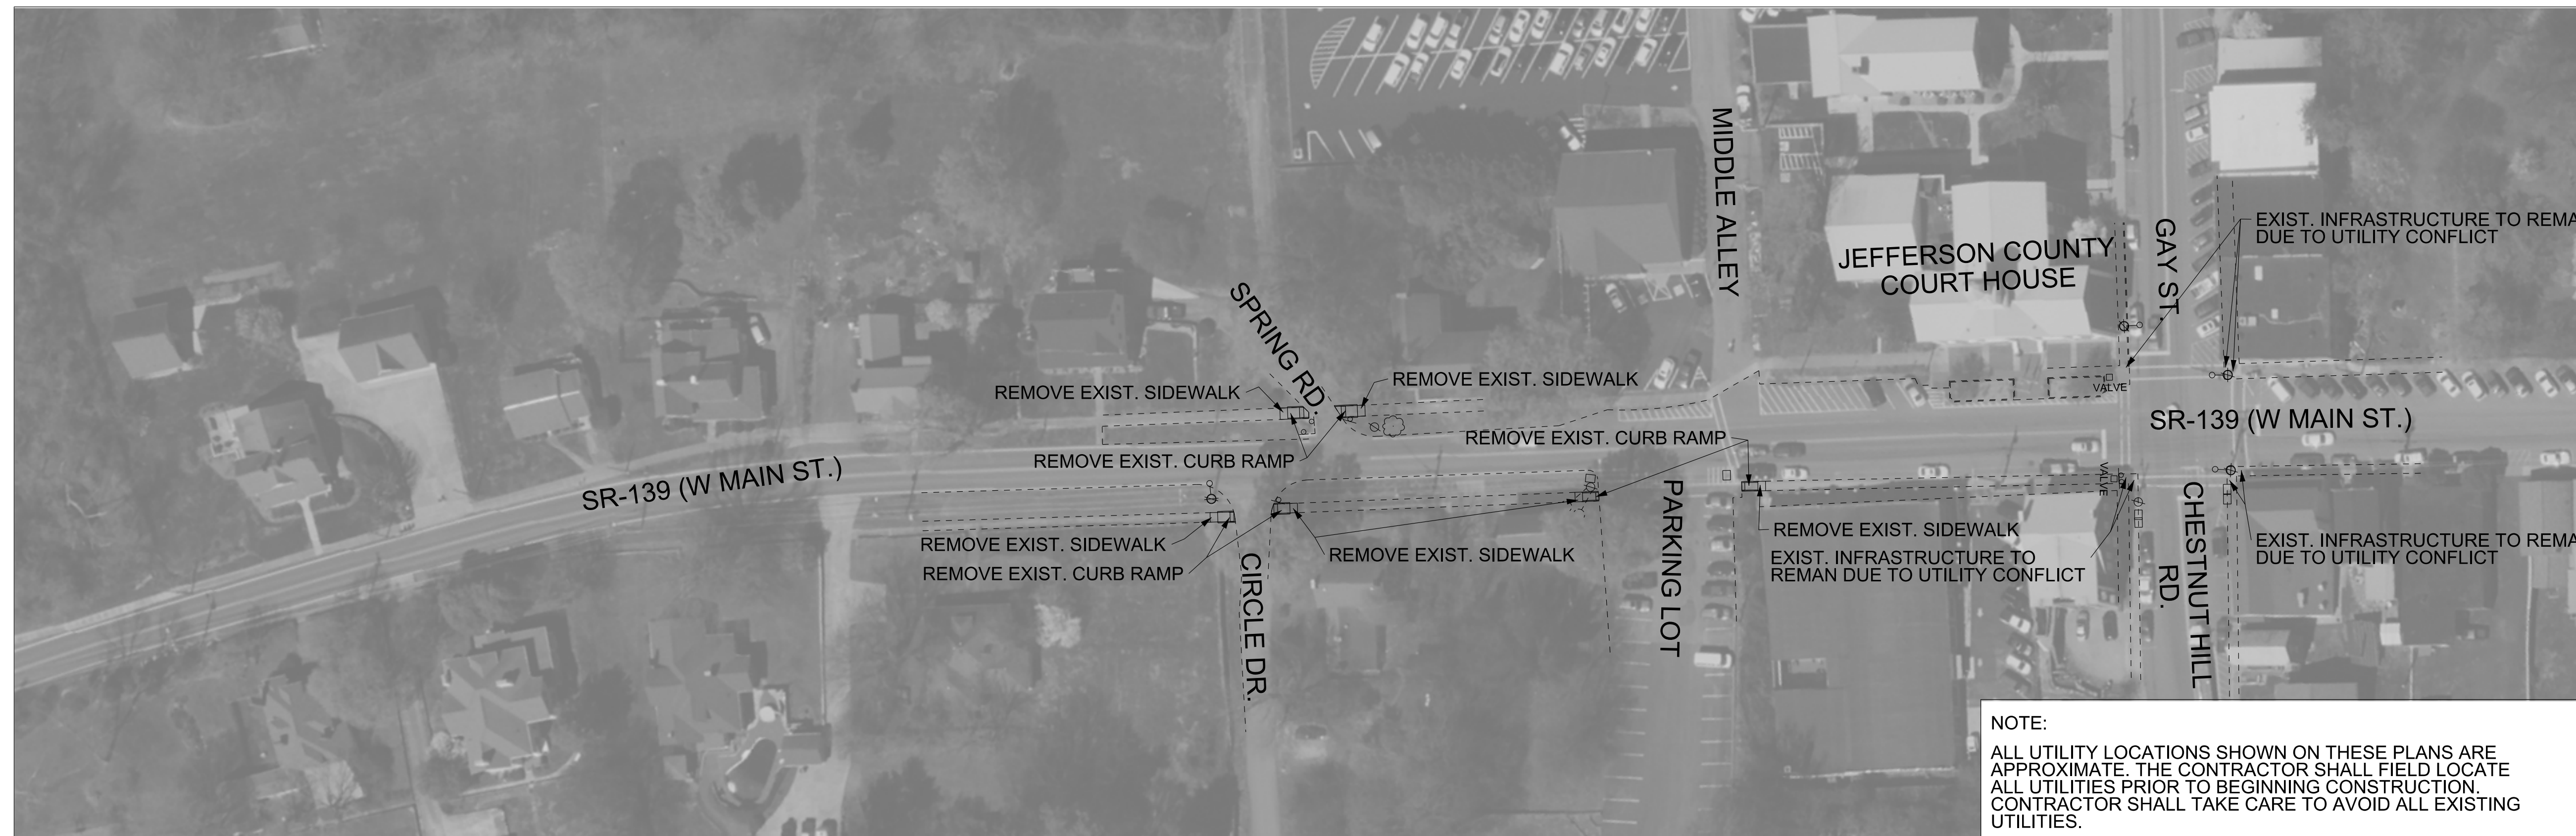 MIDDLE ALLEY
GAY ST.
EXIST. INFRASTRUCTURE TO REMA
DUE TO UTILITY CONFLICT
JEFFERSON COUNTY
COURT HOUSE
SPRING RD.
REMOVE EXIST. SIDEWALK
REMOVE EXIST. SIDEWALK
VALVE
SR-139 (W MAIN ST.)
REMOVE EXIST. CURB RAMP
REMOVE EXIST. CURB RAMP
SR-139 (W MAIN ST.)
VALVE
PARKING LOT
CHESTNUT HILL
RD.
REMOVE EXIST. SIDEWALK
REMOVE EXIST. CURB RAMP
CIRCLE DR.
REMOVE EXIST. SIDEWALK
REMOVE EXIST. SIDEWALK
EXIST. INFRASTRUCTURE TO
REMAN DUE TO UTILITY CONFLICT
EXIST. INFRASTRUCTURE TO REMA
DUE TO UTILITY CONFLICT
NOTE:
ALL UTILITY LOCATIONS SHOWN ON THESE PLANS ARE
APPROXIMATE. THE CONTRACTOR SHALL FIELD LOCATE
ALL UTILITIES PRIOR TO BEGINNING CONSTRUCTION.
CONTRACTOR SHALL TAKE CARE TO AVOID ALL EXISTING
UTILITIES.